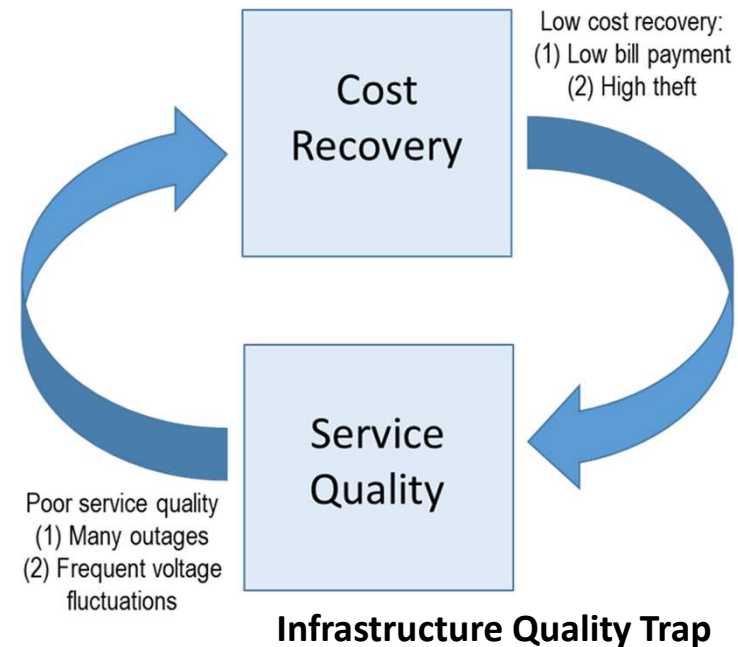 Low cost recovery:
(1) Low bill payment
(2) High theft
Cost
Recovery
Service
Quality
Poor service quality
(1) Many outages
(2) Frequent voltage
fluctuations
Infrastructure Quality Trap